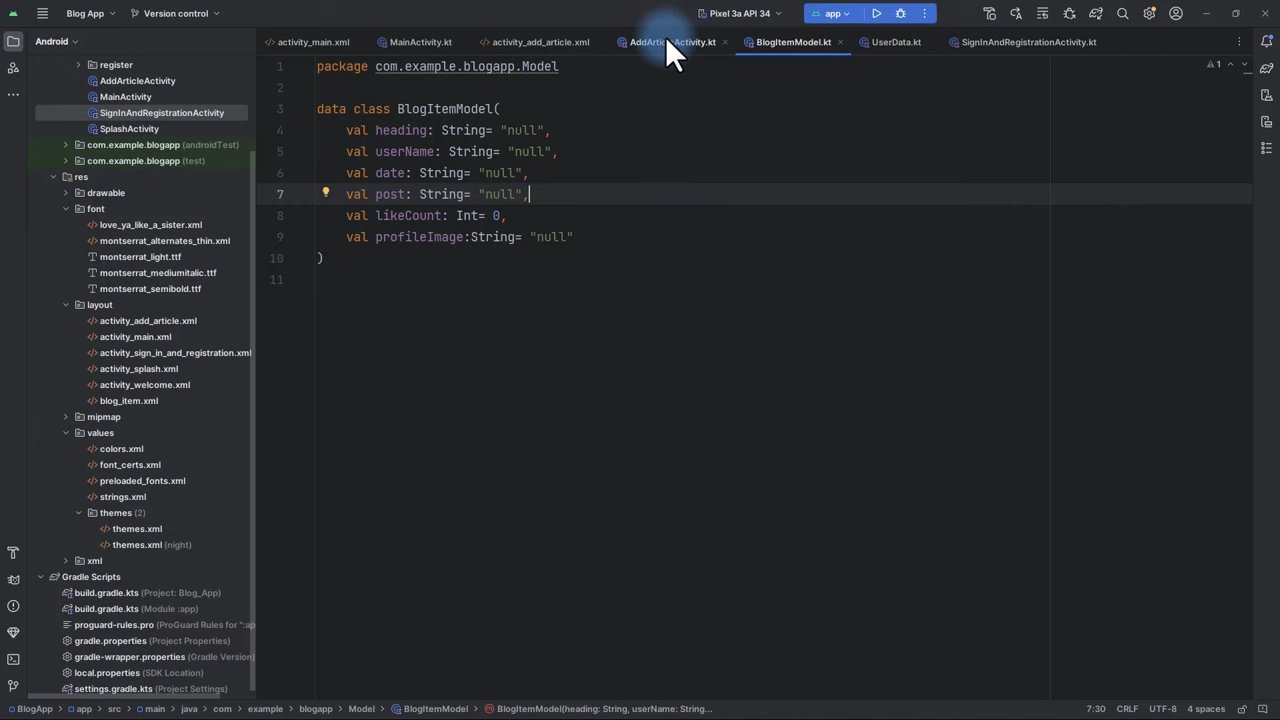 Blog App
Version control
Pixel 3a API 34
app
Android
activity_main.xml
MainActivity.kt
activity_add_article.xml
AddArticleActivity.kt
BlogItemModel.kt
UserData.kt
SignInAndRegistrationActivity.kt
register
AddArticleActivity
MainActivity
SignInAndRegistrationActivity
SplashActivity
com.example.blogapp (androidTest)
com.example.blogapp (test)
res
drawable
font
love_ya_like_a_sister.xml
montserrat_alternates_thin.xml
montserrat_light.ttf
montserrat_mediumitalic.ttf
montserrat_semibold.ttf
layout
activity_add_article.xml
activity_main.xml
activity_sign_in_and_registration.xml
activity_splash.xml
activity_welcome.xml
blog_item.xml
mipmap
values
colors.xml
font_certs.xml
preloaded_fonts.xml
strings.xml
themes (2)
themes.xml
themes.xml (night)
xml
Gradle Scripts
build.gradle.kts (Project: Blog_App)
build.gradle.kts (Module :app)
proguard-rules.pro (ProGuard Rules for ":ap
gradle.properties (Project Properties)
gradle-wrapper.properties (Gradle Version)
local.properties (SDK Location)
settings.gradle.kts (Project Settings)
1 package com.example.blogapp.Model
2
3 data class BlogItemModel(
4 val heading: String= "null",
5 val userName: String= "null",
6 val date: String= "null",
7 val post: String= "null",
8 val likeCount: Int= 0,
9 val profileImage:String= "null"
10 )
11
1
BlogApp > app > src > main > java > com > example > blogapp > Model > BlogItemModel > BlogItemModel(heading: String, userName: String...
7:30 CRLF UTF-8 4 spaces